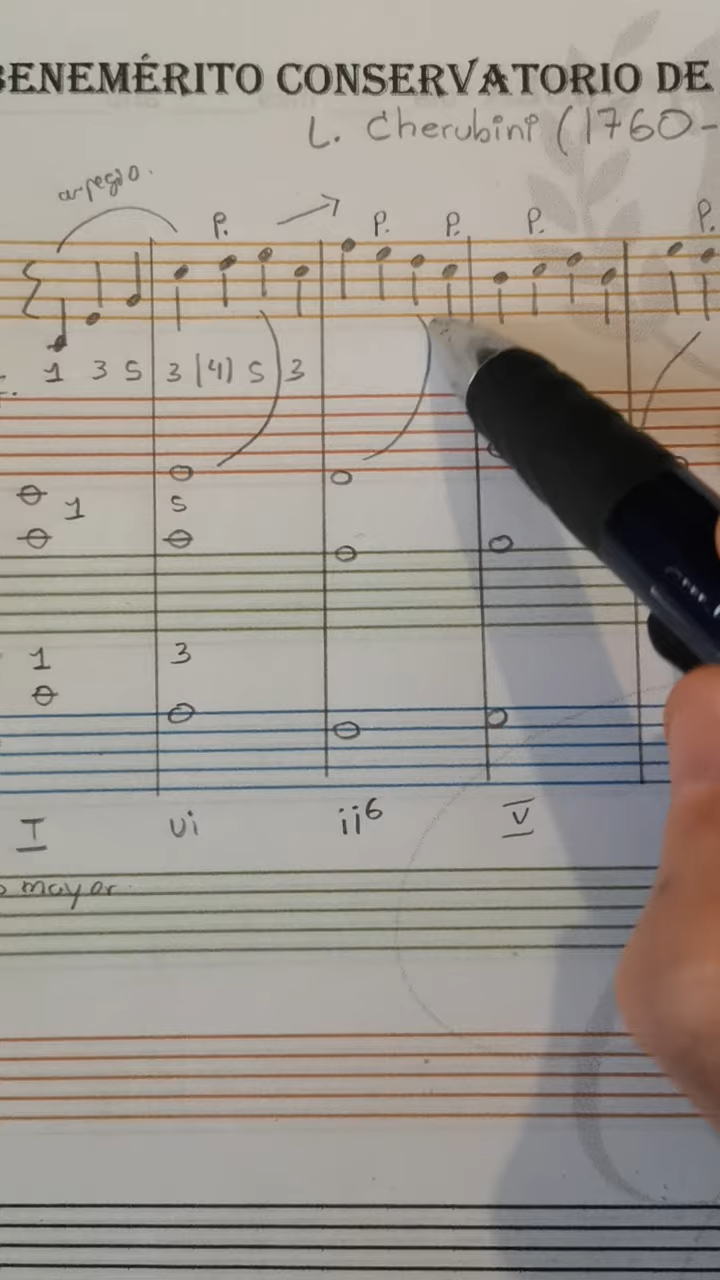 BENEMÉRITO CONSERVATORIO DE
L. Cherubini (1760-
arpegio.
P. P. P. P. P.
1 3 5 3 (4) 5 3
1 5
1 3
I vi ii6 V
mayor